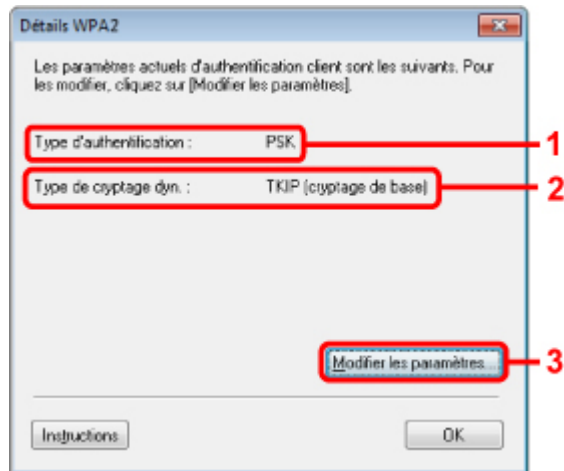 Détails WPA2
Les paramètres actuels d'authentification client sont les suivants. Pour
les modifier, cliquez sur [Modifier les paramètres].
Type d'authentification : PSK
1
Type de cryptage dyn. : TKIP (cryptage de base)
2
Modifier les paramètres...
3
Instructions
OK